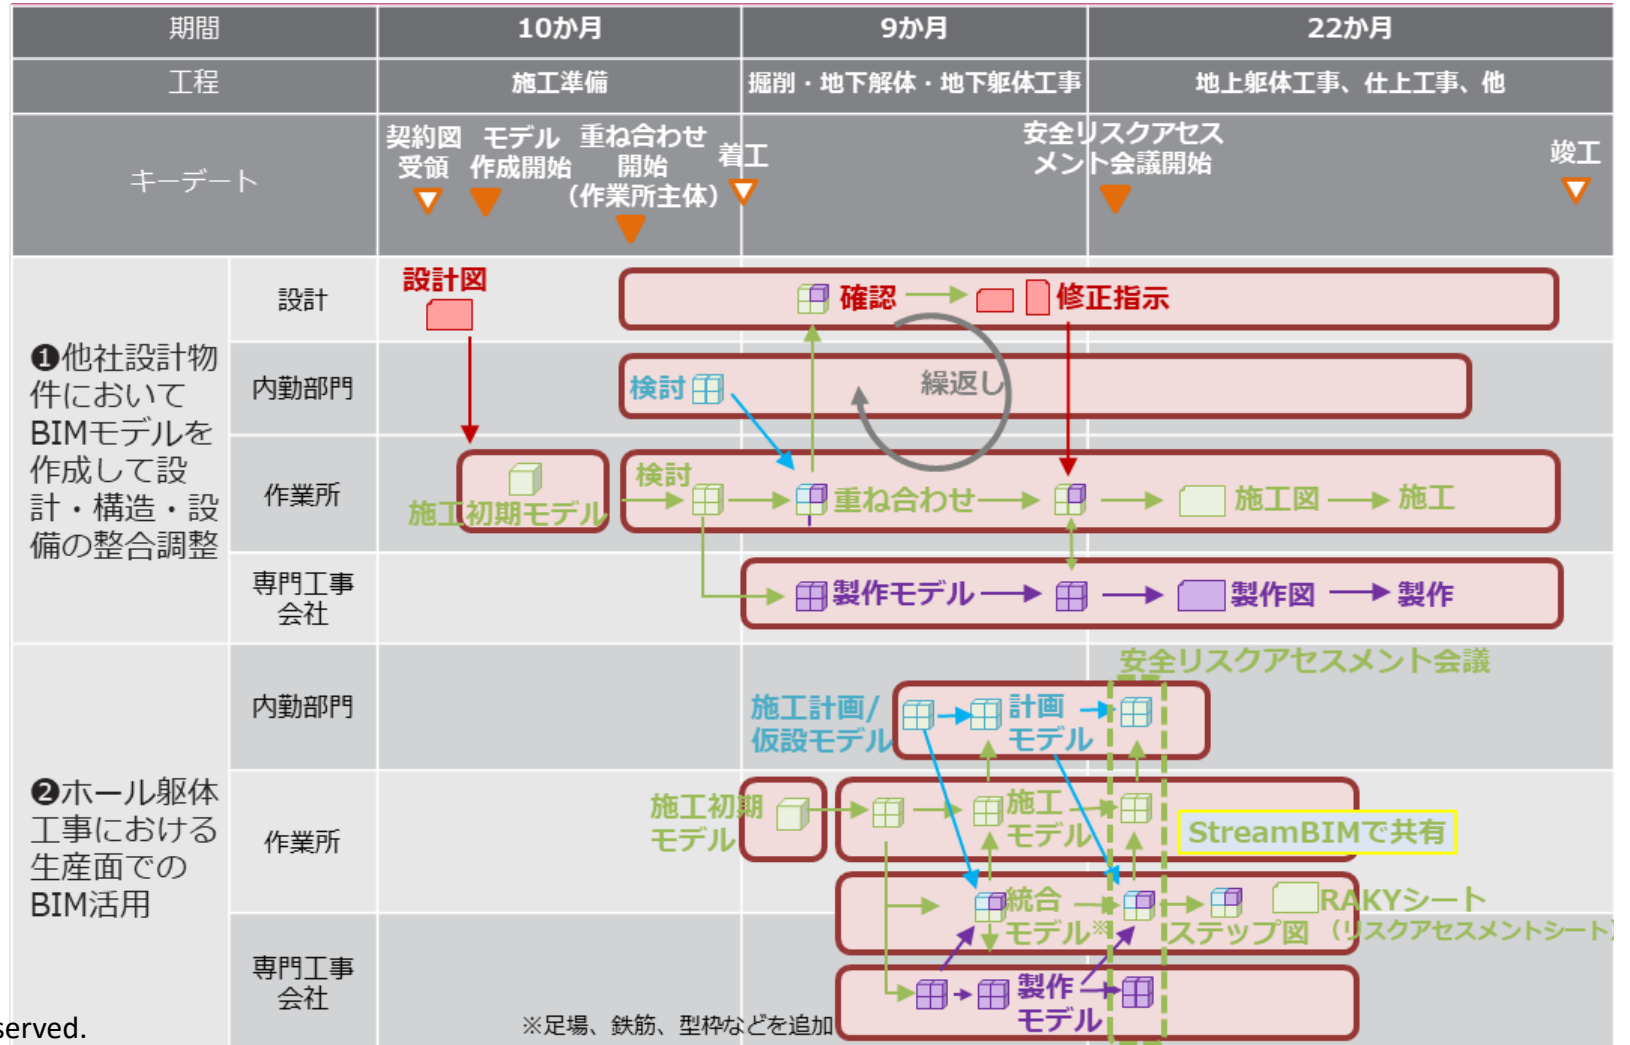 期間
10か月
9か月
22か月
工程
施工準備
掘削・地下解体・地下躯体工事
地上躯体工事、仕上工事、他
キーデート
契約図
受領
モデル
作成開始
重ね合わせ
開始
（作業所主体）
着工
安全リスクアセス
メント会議開始
竣工
❶他社設計物
件において
BIMモデルを
作成して設
計・構造・設
備の整合調整
設計
設計図
確認
修正指示
内勤部門
検討
繰返し
作業所
施工初期モデル
検討
重ね合わせ
施工図
施工
専門工事
会社
製作モデル
製作図
製作
❷ホール躯体
工事における
生産面での
BIM活用
安全リスクアセスメント会議
内勤部門
施工計画/
仮設モデル
計画
モデル
作業所
施工初期
モデル
施工
モデル
StreamBIMで共有
統合
モデル※
ステップ図
RAKYシート
（リスクアセスメントシート）
専門工事
会社
製作
モデル
※足場、鉄筋、型枠などを追加
served.